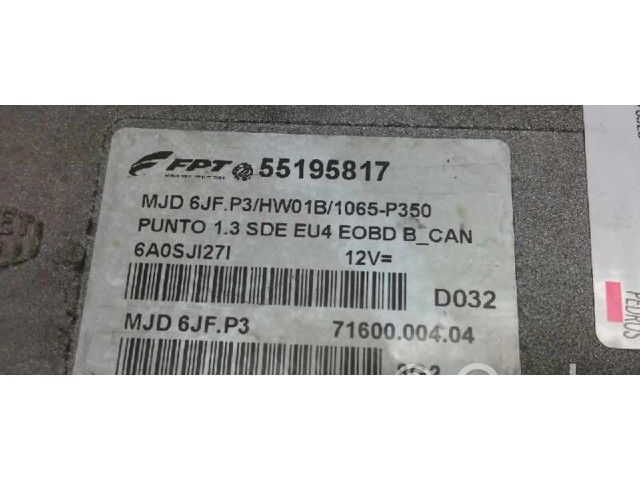 FPT 55195817
MJD 6JF.P3/HW01B/1065-P350
PUNTO 1.3 SDE EU4 EOBD B_CAN
6A0SJI27I 12V=
D032
MJD 6JF.P3 71600.004.04
PEDROS